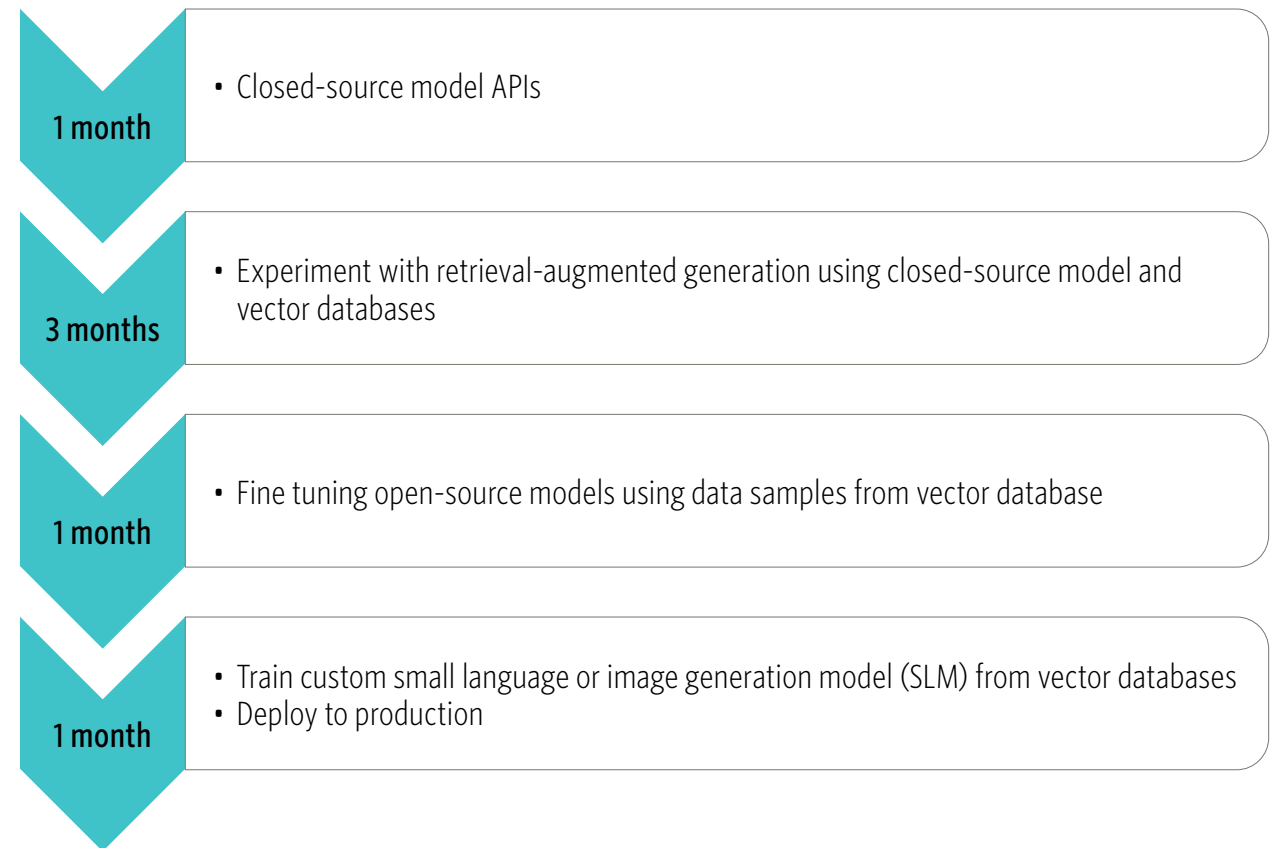 1 month
• Closed-source model APIs
3 months
• Experiment with retrieval-augmented generation using closed-source model and
vector databases
1 month
• Fine tuning open-source models using data samples from vector database
1 month
• Train custom small language or image generation model (SLM) from vector databases
• Deploy to production